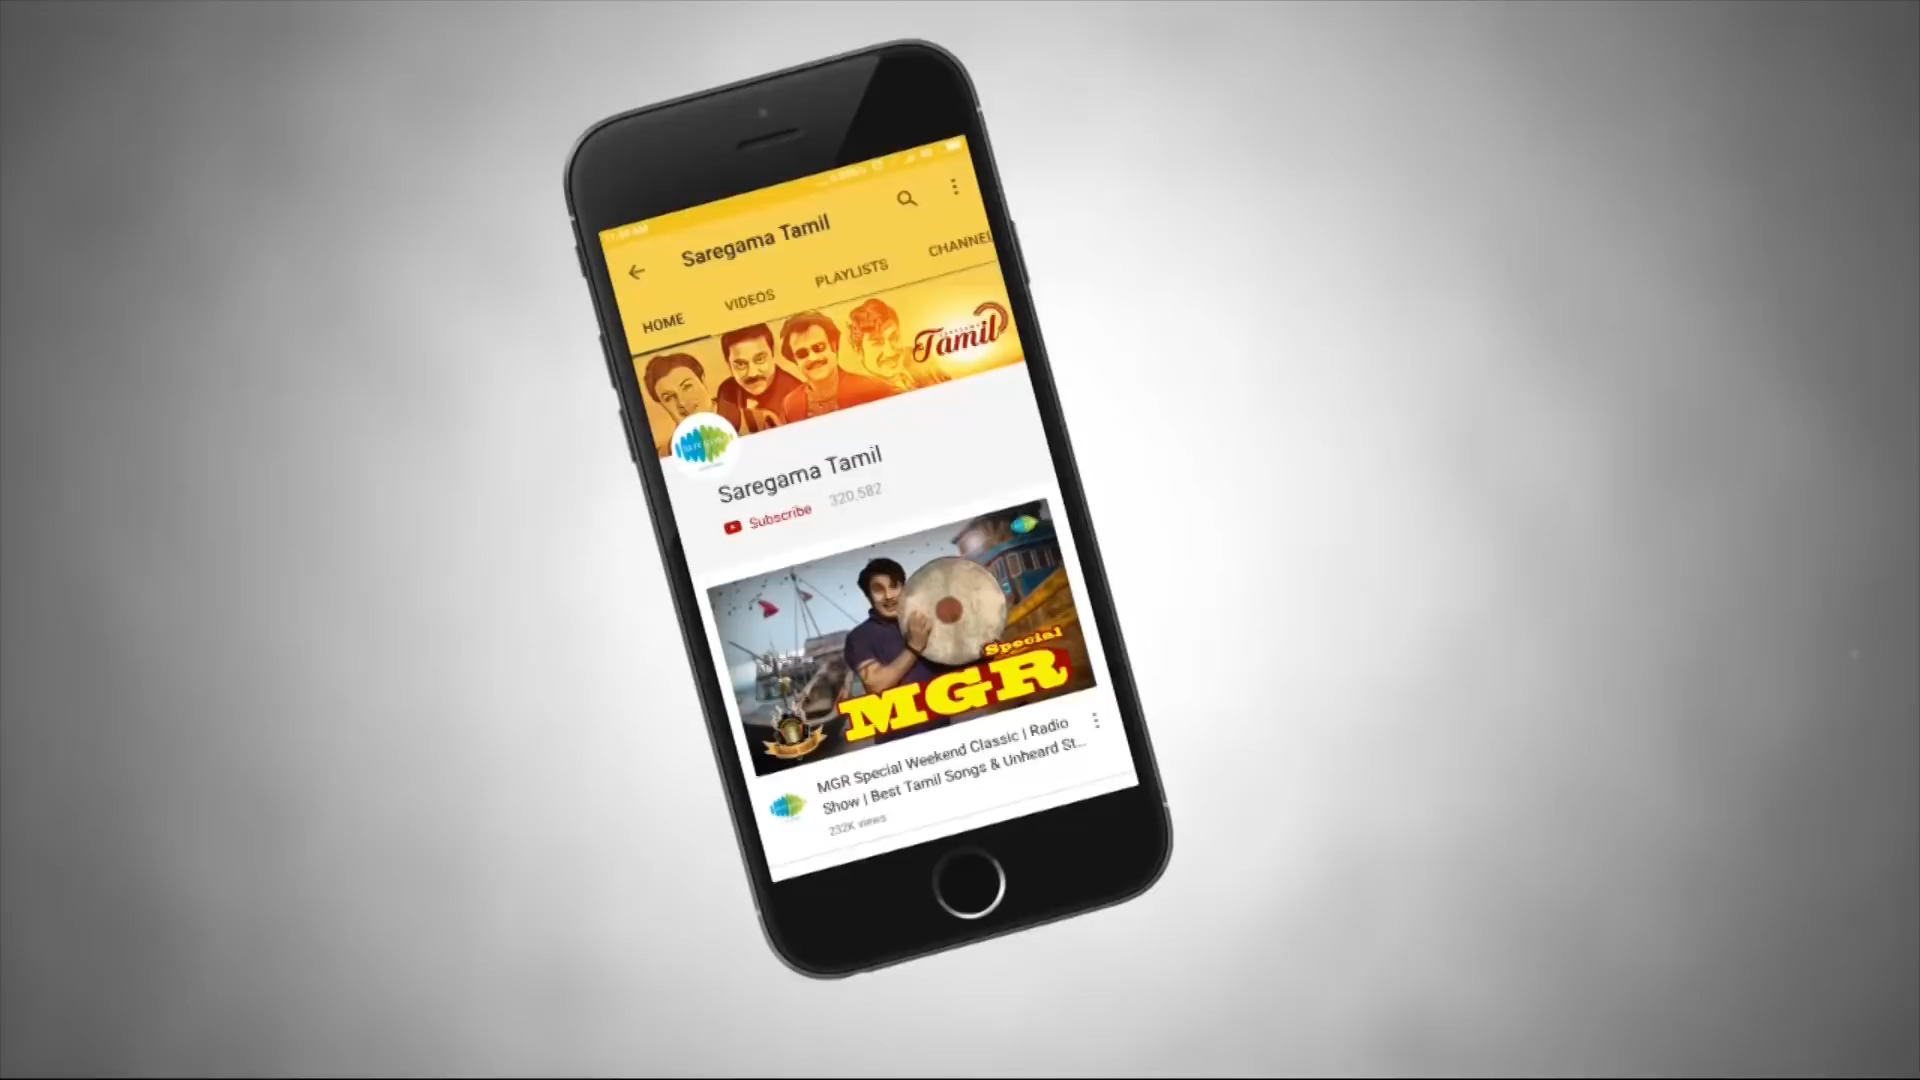 Saregama Tamil
HOME
VIDEOS
PLAYLISTS
CHANNEL
Tamil
Saregama Tamil
Subscribe 320,582
Special
MGR
MGR Special Weekend Classic | Radio
Show | Best Tamil Songs & Unheard St...
232K views